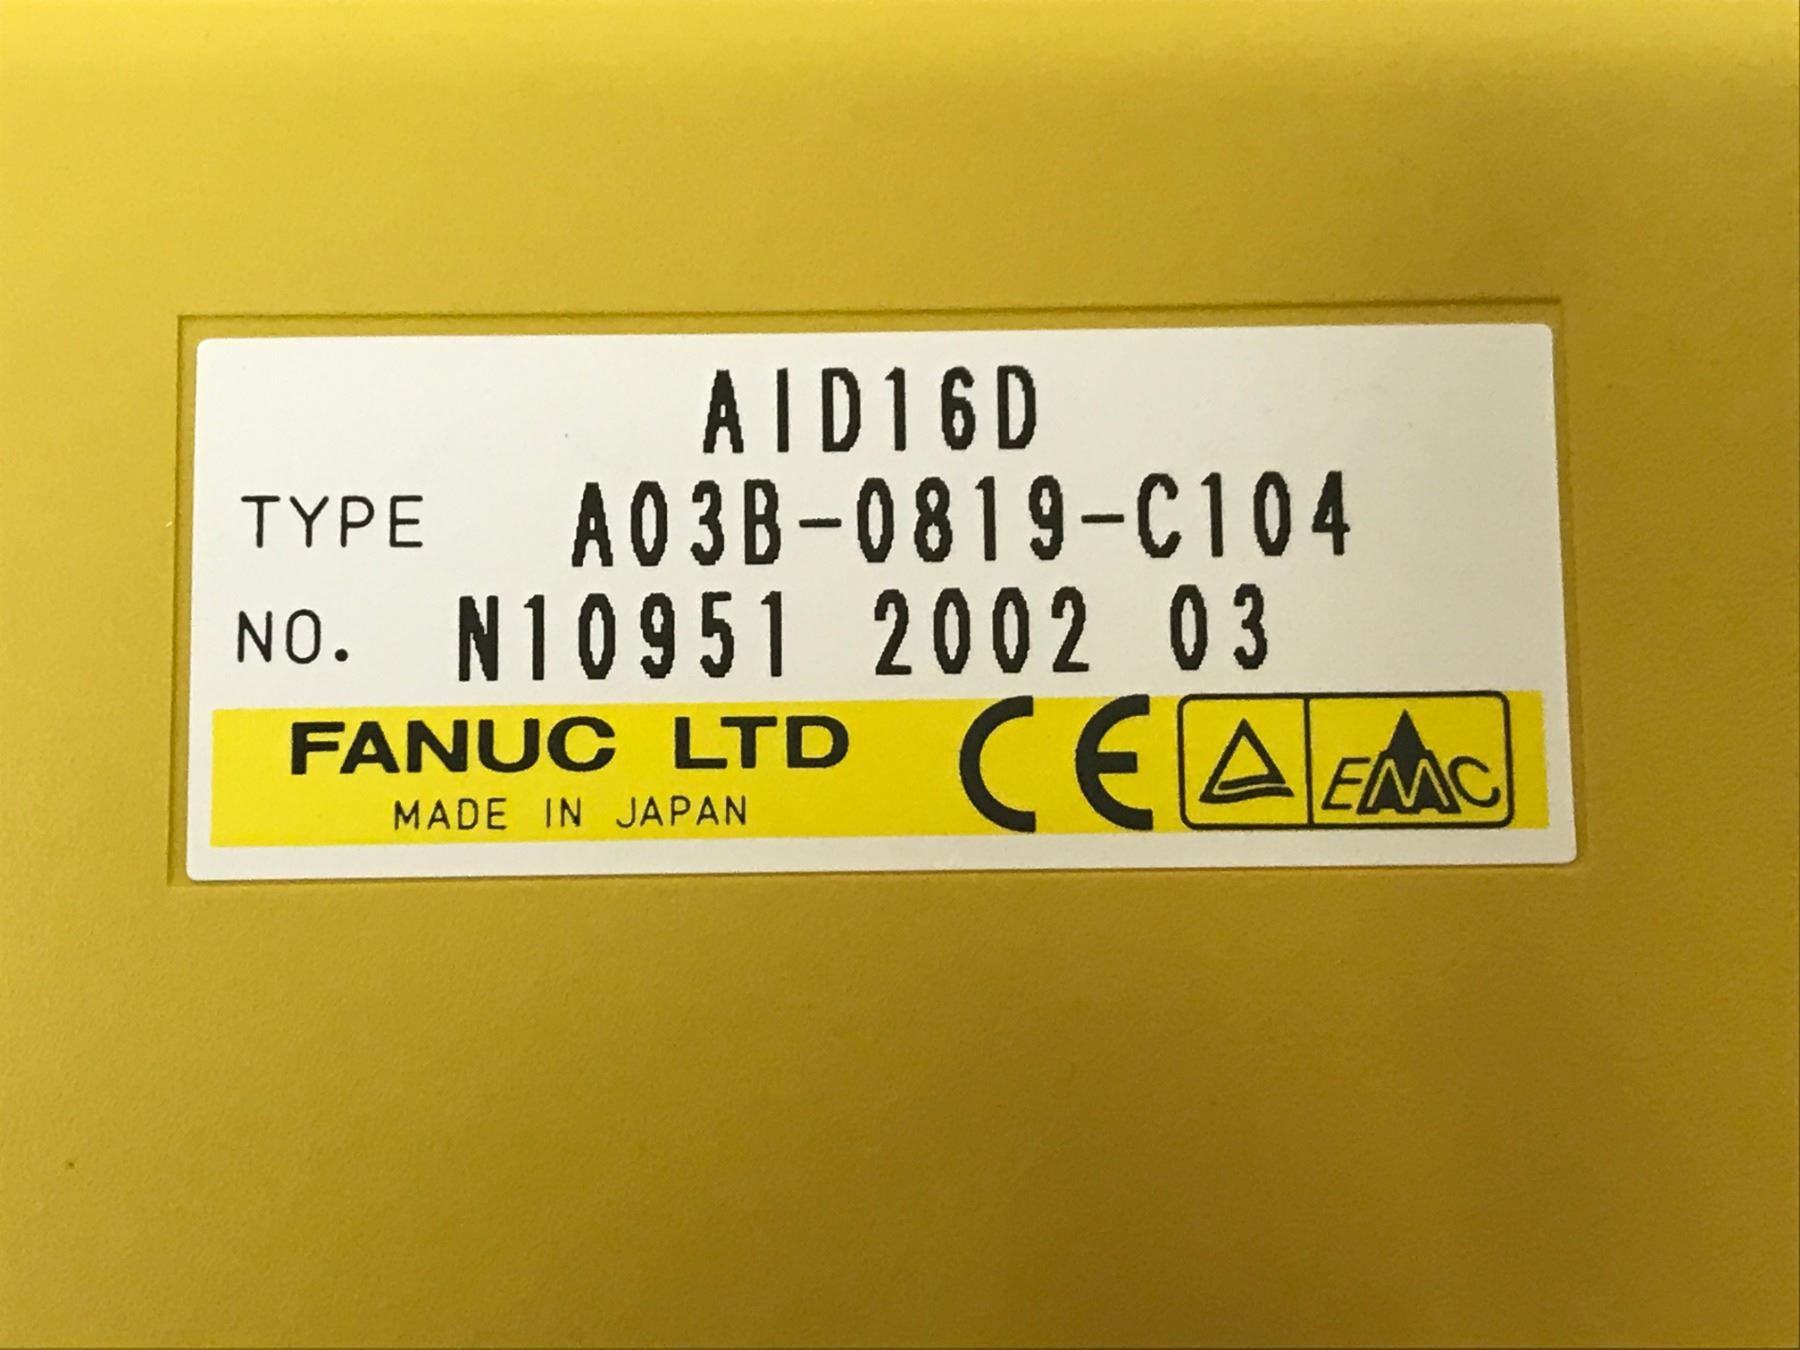 AID16D
TYPE A03B-0819-C104
NO. N10951 2002 03
FANUC LTD CE EMC
MADE IN JAPAN